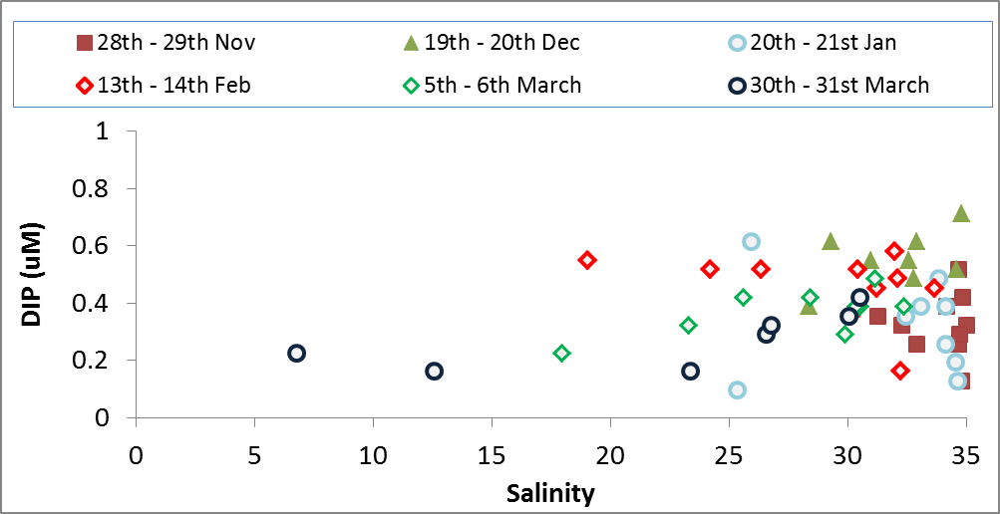 28th - 29th Nov 19th - 20th Dec 20th - 21st Jan
13th - 14th Feb 5th - 6th March 30th - 31st March
1
0.8
0.6
0.4
0.2
0
DIP (uM)
0 5 10 15 20 25 30 35
Salinity